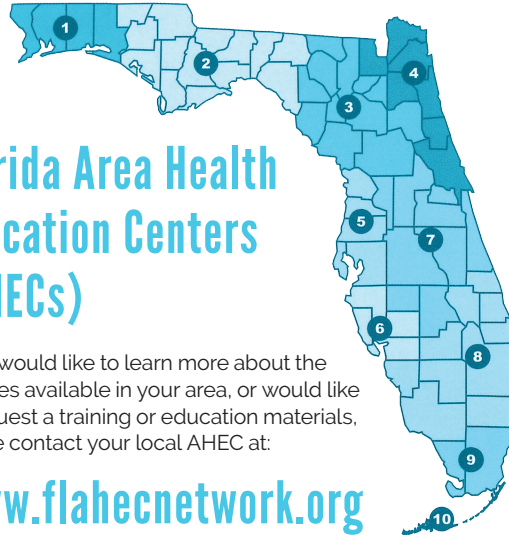 1
2
3
4
5
6
7
8
9
10
rida Area Health
cation Centers
ECs)
would like to learn more about the
es available in your area, or would like
uest a training or education materials,
e contact your local AHEC at:
w.flahecnetwork.org